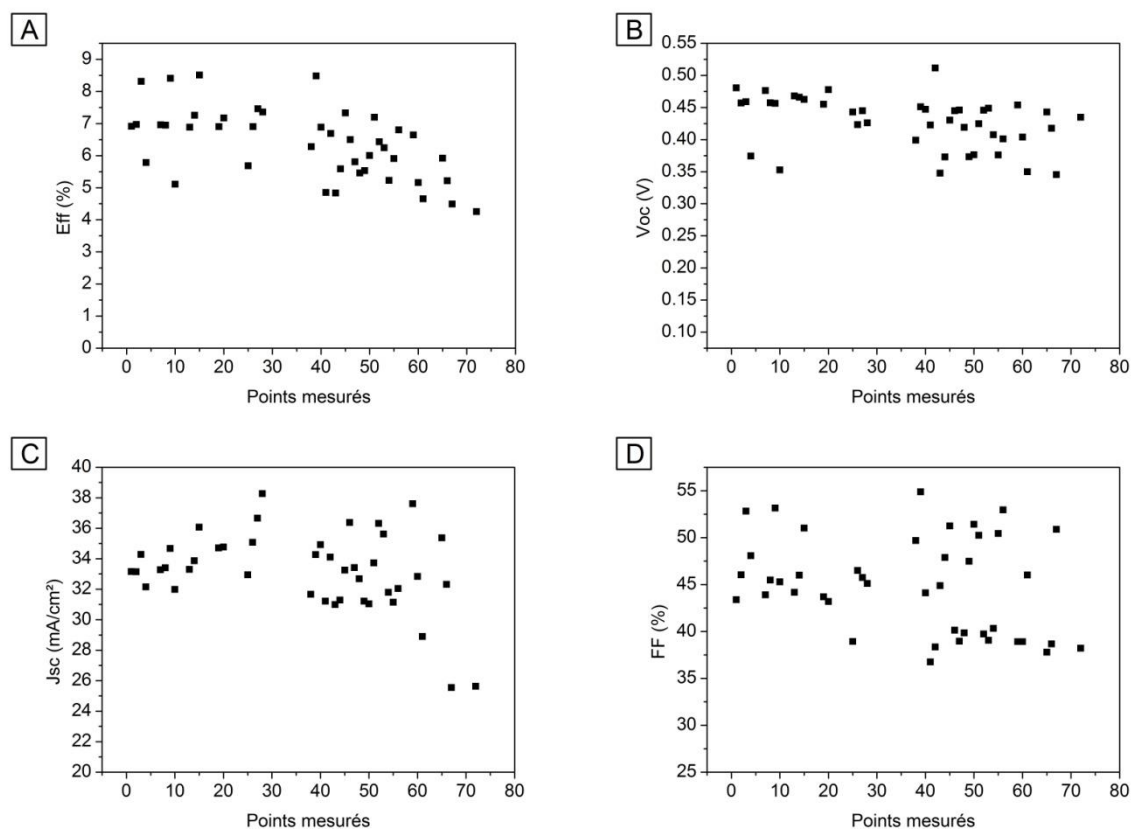 A
Eff (%)
9
8
7
6
5
4
3
2
1
0
0 10 20 30 40 50 60 70 80
Points mesurés
B
Voc (V)
0.55
0.50
0.45
0.40
0.35
0.30
0.25
0.20
0.15
0.10
0 10 20 30 40 50 60 70 80
Points mesurés
C
Jsc (mA/cm²)
40
38
36
34
32
30
28
26
24
22
20
0 10 20 30 40 50 60 70 80
Points mesurés
D
FF (%)
55
50
45
40
35
30
25
0 10 20 30 40 50 60 70 80
Points mesurés